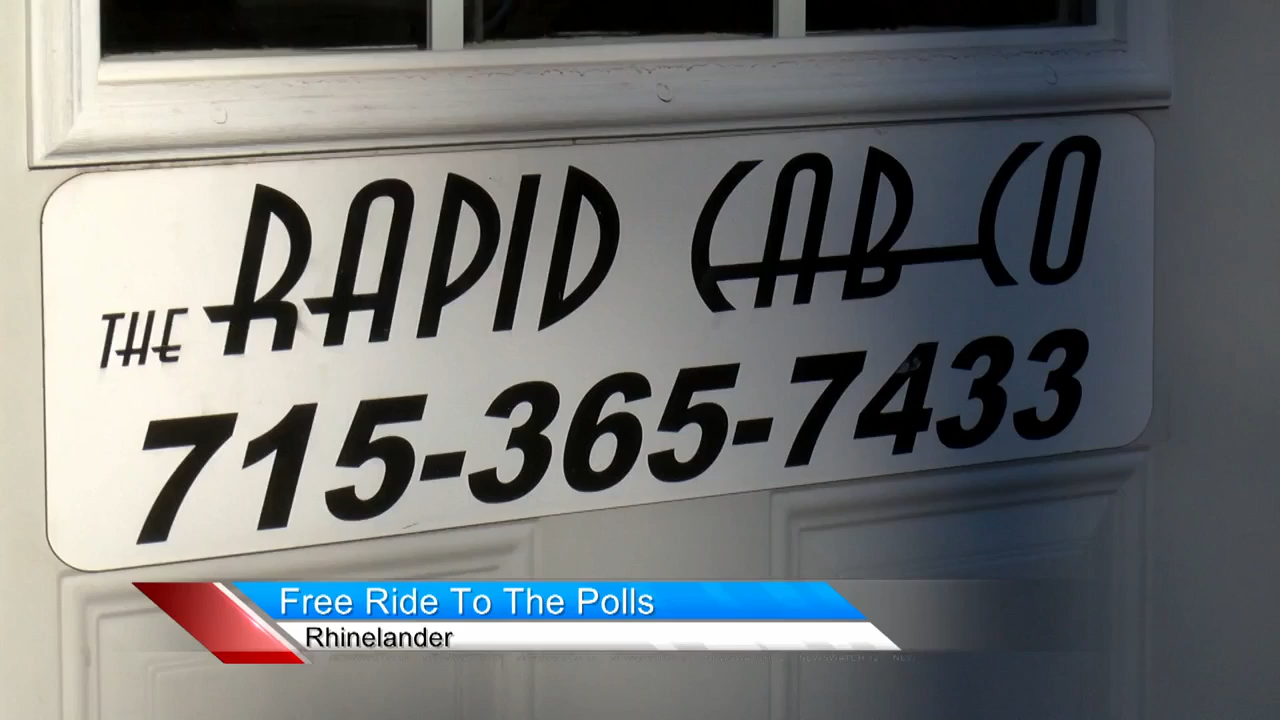 THE RAPID CAB CO
715-365-7433
Free Ride To The Polls
Rhinelander